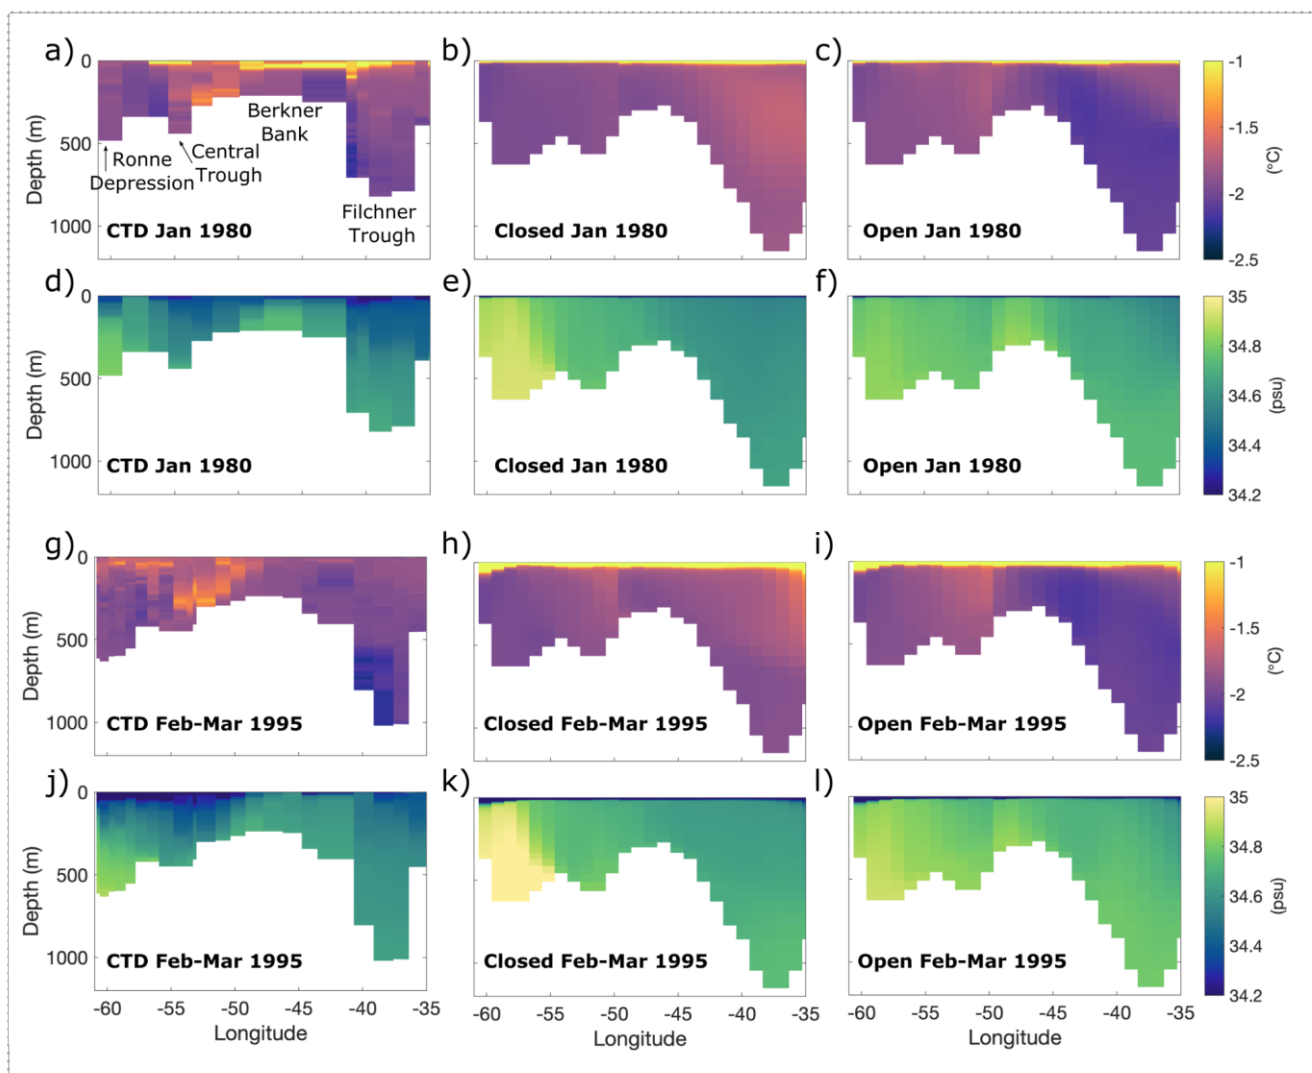 a)
b)
c)
0
500
1000
Depth (m)
Berkner
Bank
Central
Trough
Ronne
Depression
Filchner
Trough
CTD Jan 1980
Closed Jan 1980
Open Jan 1980
-1
-1.5
-2
-2.5
(°C)
d)
e)
f)
0
500
1000
Depth (m)
CTD Jan 1980
Closed Jan 1980
Open Jan 1980
35
34.8
34.6
34.4
34.2
(psu)
g)
h)
i)
0
500
1000
Depth (m)
CTD Feb-Mar 1995
Closed Feb-Mar 1995
Open Feb-Mar 1995
-1
-1.5
-2
-2.5
(°C)
j)
k)
l)
0
500
1000
Depth (m)
CTD Feb-Mar 1995
Closed Feb-Mar 1995
Open Feb-Mar 1995
35
34.8
34.6
34.4
34.2
(psu)
-60 -55 -50 -45 -40 -35
-60 -55 -50 -45 -40 -35
-60 -55 -50 -45 -40 -35
Longitude
Longitude
Longitude